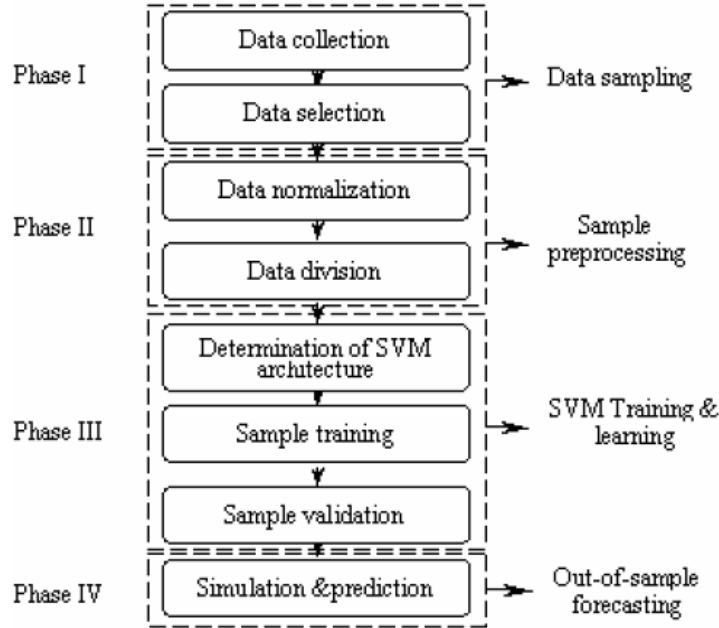 Phase I
Data collection
Data selection
Data sampling
Phase II
Data normalization
Data division
Sample
preprocessing
Phase III
Determination of SVM
architecture
Sample training
Sample validation
SVM Training &
learning
Phase IV
Simulation &prediction
Out-of-sample
forecasting